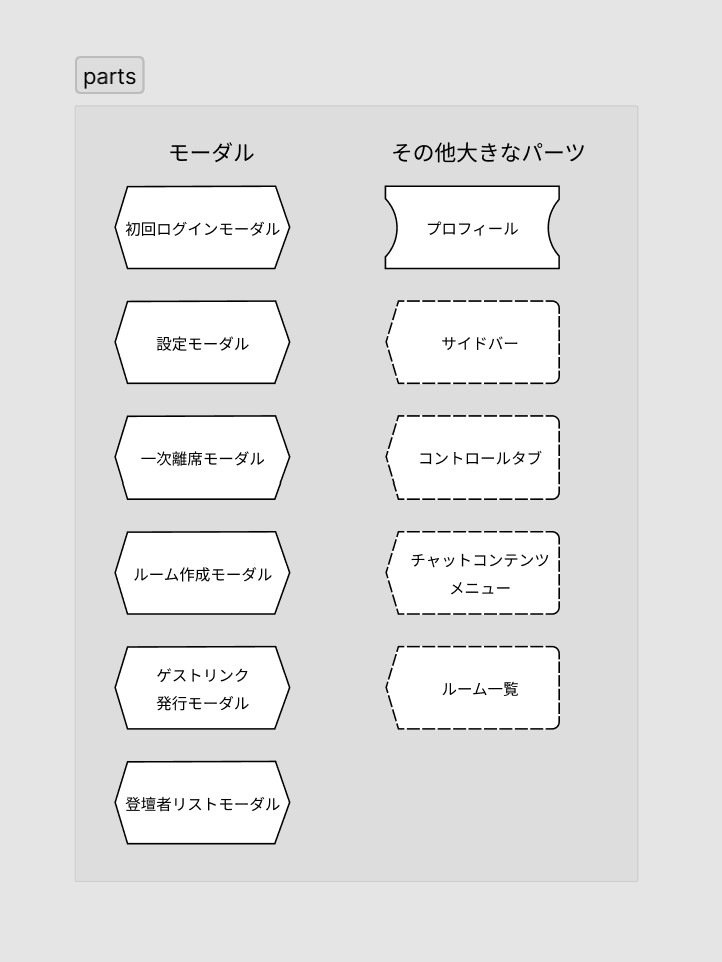 parts
モーダル
初回ログインモーダル
設定モーダル
一次離席モーダル
ルーム作成モーダル
ゲストリンク
発行モーダル
登壇者リストモーダル
その他大きなパーツ
プロフィール
サイドバー
コントロールタブ
チャットコンテンツ
メニュー
ルーム一覧